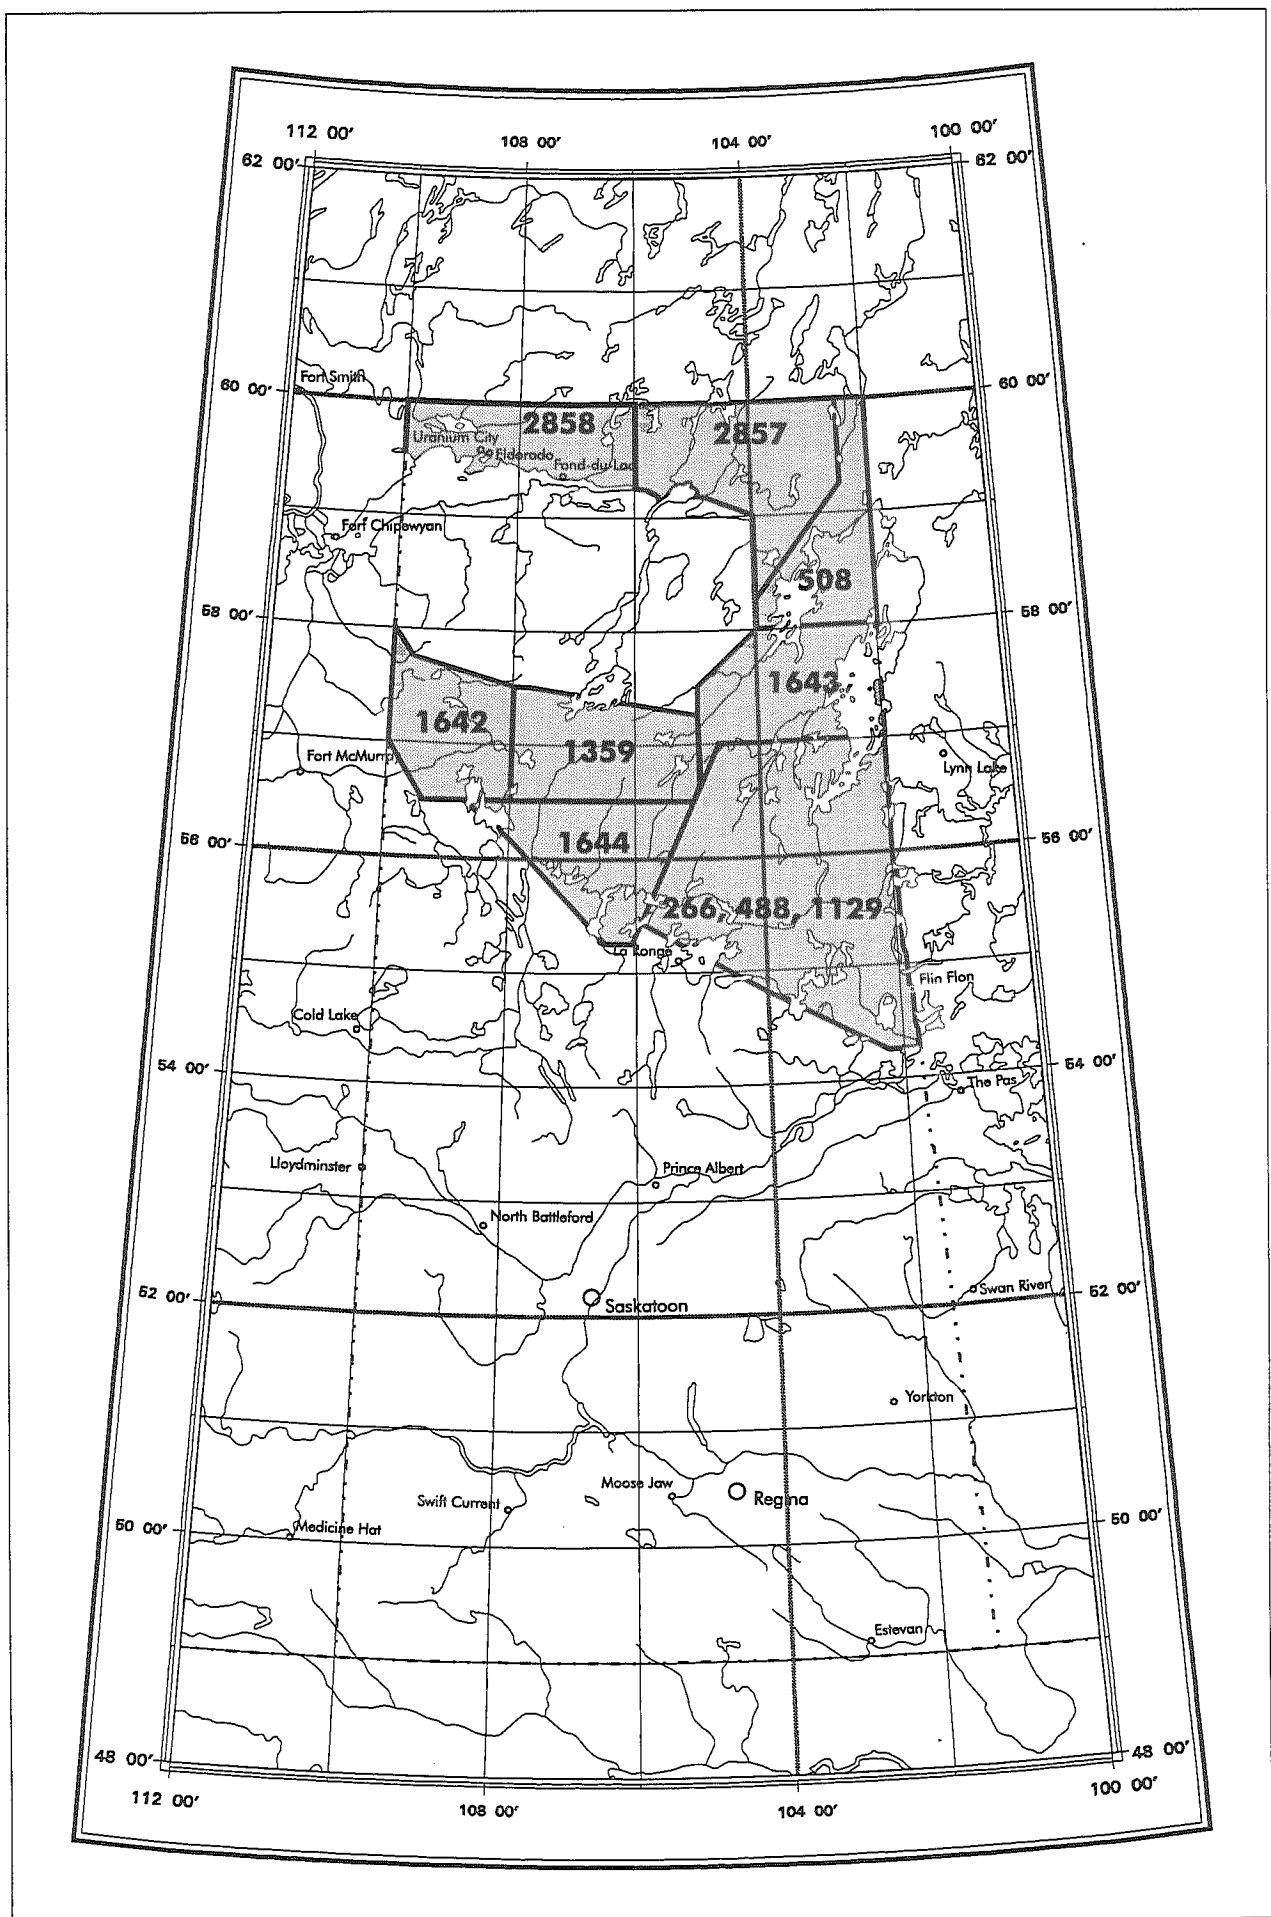 112 00′
108 00′
104 00′
100 00′
62 00′
62 00′
Fort Smith
60 00′
60 00′
2858
2857
Uranium City
Eldorado
Fond-du-Lac
Fort Chipewyan
508
58 00′
58 00′
1643
1642
1359
Fort McMurray
Lynn Lake
1644
56 00′
56 00′
266, 488, 1129
La Ronge
Flin Flon
Cold Lake
54 00′
54 00′
The Pas
Lloydminster
Prince Albert
North Battleford
Swan River
52 00′
52 00′
Saskatoon
Yorkton
Moose Jaw
Regina
Swift Current
50 00′
50 00′
Medicine Hat
Estevan
48 00′
48 00′
112 00′
108 00′
104 00′
100 00′